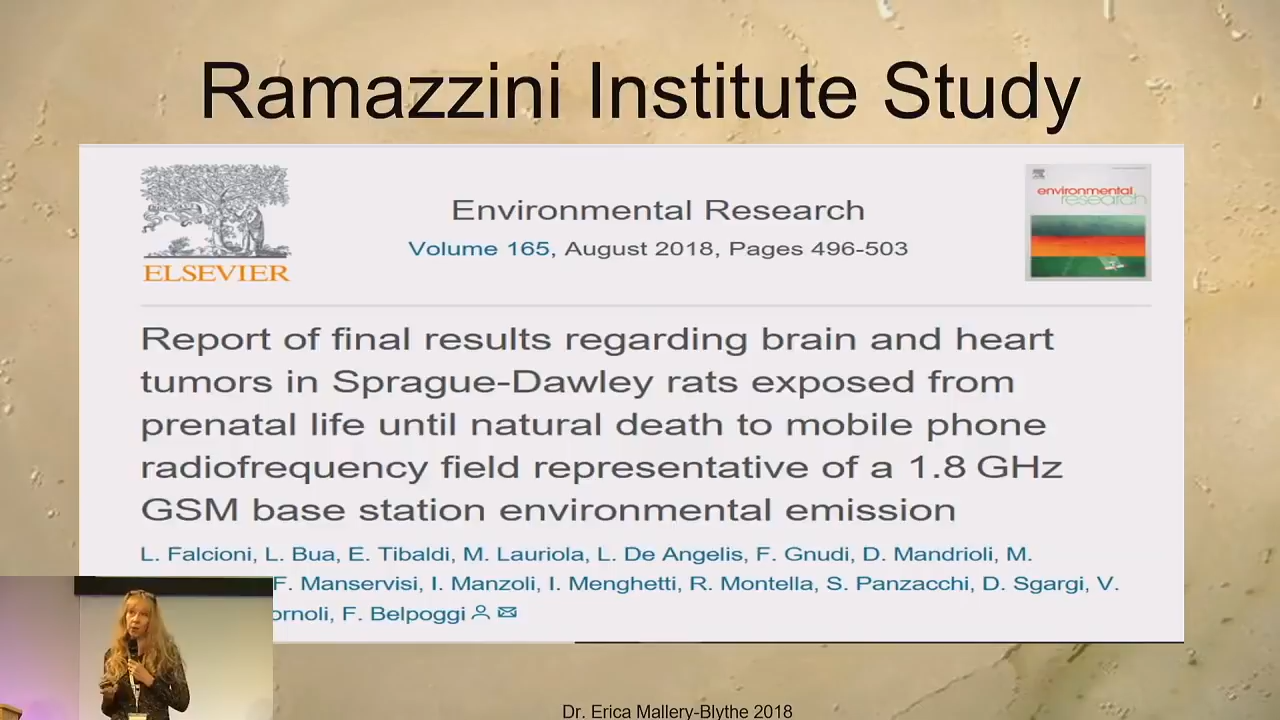 Ramazzini Institute Study
ELSEVIER
Environmental Research
Volume 165, August 2018, Pages 496-503
environmental
research
Report of final results regarding brain and heart
tumors in Sprague-Dawley rats exposed from
prenatal life until natural death to mobile phone
radiofrequency field representative of a 1.8 GHz
GSM base station environmental emission
L. Falcioni, L. Bua, E. Tibaldi, M. Lauriola, L. De Angelis, F. Gnudi, D. Mandrioli, M.
F. Manservisi, I. Manzoli, I. Menghetti, R. Montella, S. Panzacchi, D. Sgargi, V.
ornoli, F. Belpoggi
Dr. Erica Mallery-Blythe 2018